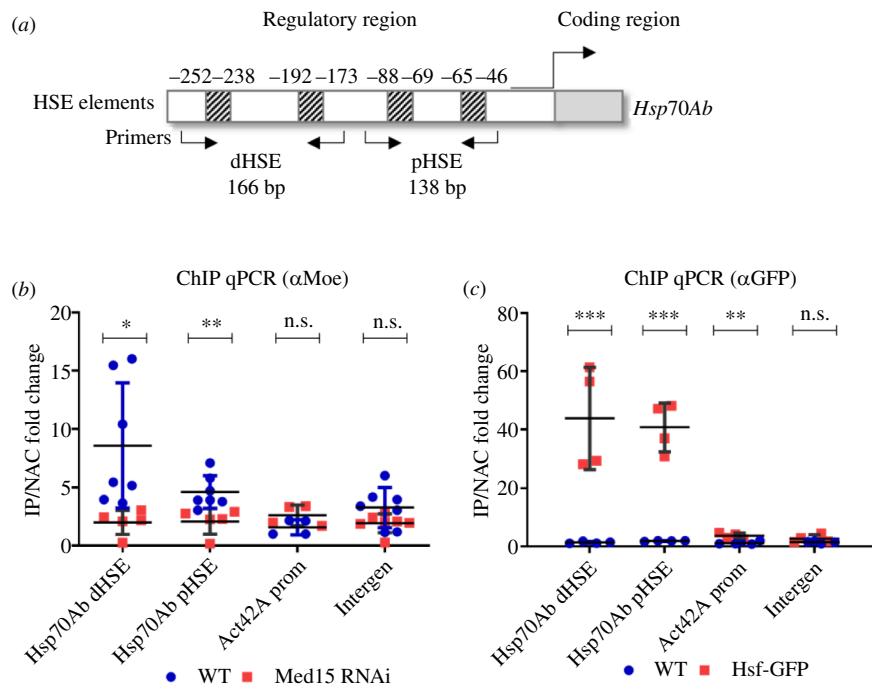 (a)
Regulatory region
Coding region
–252–238 –192–173 –88–69 –65–46
HSE elements
Hsp70Ab
Primers
dHSE
166 bp
pHSE
138 bp
(b)
ChIP qPCR (αMoe)
20
15
10
5
0
IP/NAC fold change
*
**
n.s.
n.s.
Hsp70Ab dHSE
Hsp70Ab pHSE
Act42A prom
Intergen
WT
Med15 RNAi
(c)
ChIP qPCR (αGFP)
80
60
40
20
0
IP/NAC fold change
***
***
**
n.s.
Hsp70Ab dHSE
Hsp70Ab pHSE
Act42A prom
Intergen
WT
Hsf-GFP